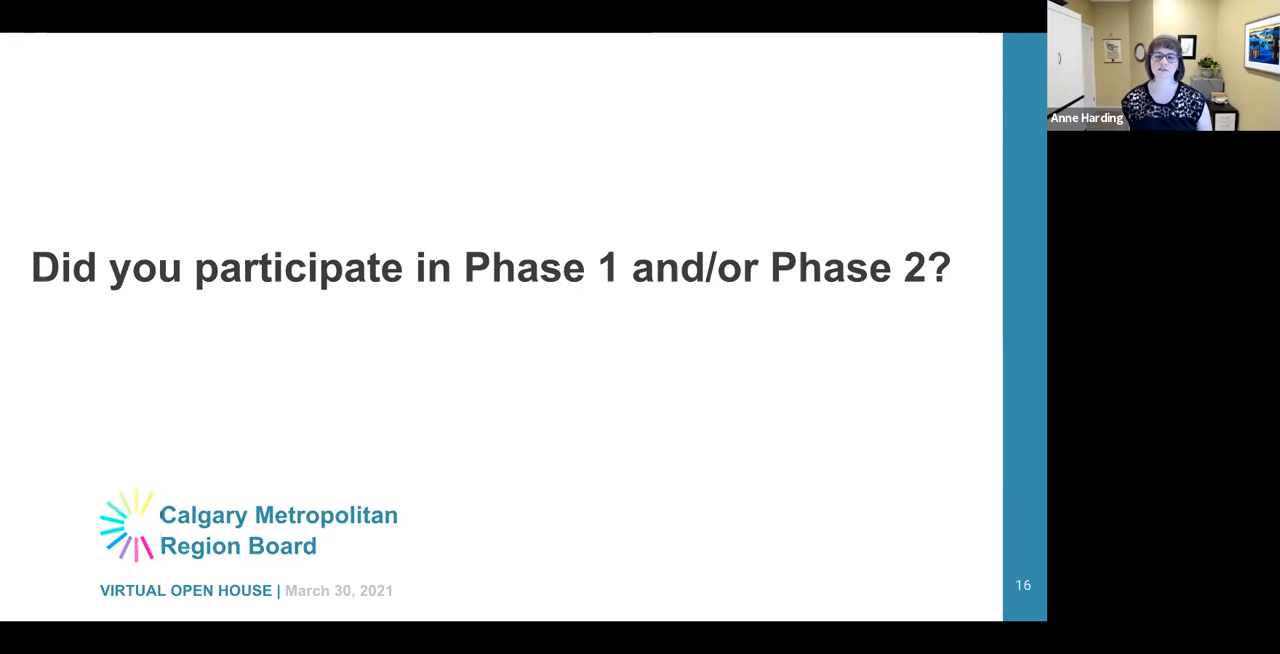 Anne Harding
Did you participate in Phase 1 and/or Phase 2?
Calgary Metropolitan
Region Board
VIRTUAL OPEN HOUSE | March 30, 2021
16